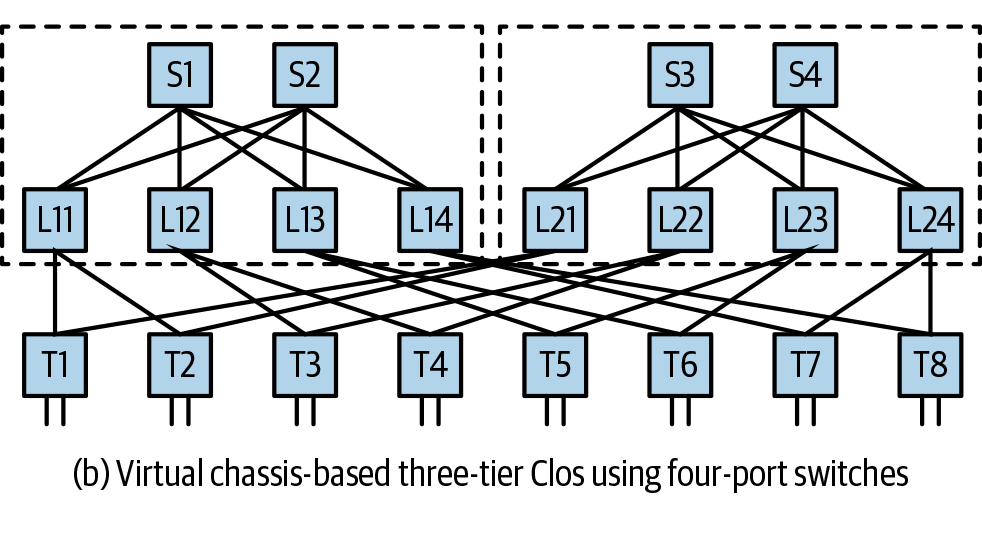 S1 S2 S3 S4
L11 L12 L13 L14 L21 L22 L23 L24
T1 T2 T3 T4 T5 T6 T7 T8
(b) Virtual chassis-based three-tier Clos using four-port switches